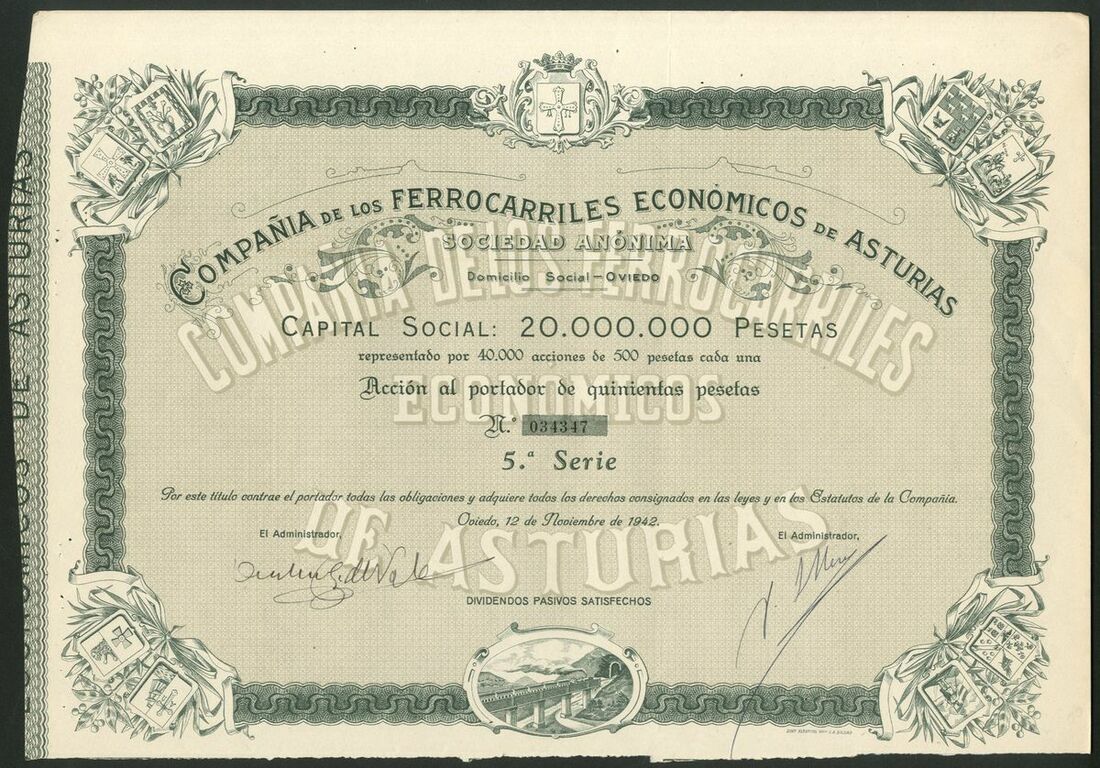 COMPAÑIA DE LOS FERROCARRILES ECONÓMICOS DE ASTURIAS
SOCIEDAD ANÓNIMA
Domicilio Social - OVIEDO
COMPAÑIA DE LOS FERROCARRILES
ECONÓMICOS
DE ASTURIAS
CAPITAL SOCIAL: 20.000.000 PESETAS
representado por 40.000 acciones de 500 pesetas cada una
Acción al portador de quinientas pesetas
N.º 034347
5.ª Serie
Por este título contrae el portador todas las obligaciones y adquiere todos los derechos consignados en las leyes y en los Estatutos de la Compañia.
Oviedo, 12 de Noviembre de 1942.
El Administrador,
El Administrador,
DIVIDENDOS PASIVOS SATISFECHOS
DE ASTURIAS